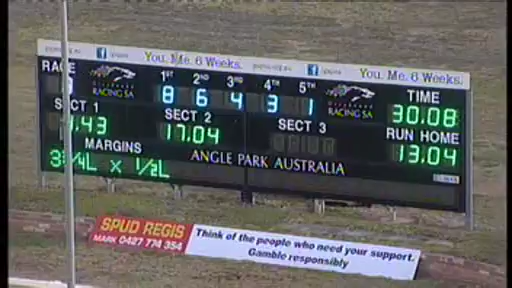 You. Me. 6 Weeks. You. Me. 6 Weeks.
RACE 1ST 2ND 3RD 4TH 5TH TIME
RACING SA 8 6 4 3 1 RACING SA 30.08
SECT 1 SECT 2 SECT 3 RUN HOME
.43 17.04 13.04
MARGINS ANGLE PARK AUSTRALIA
3¾L x ½L
SPUD REGIS
MARK 0427 774 354
Think of the people who need your support.
Gamble responsibly